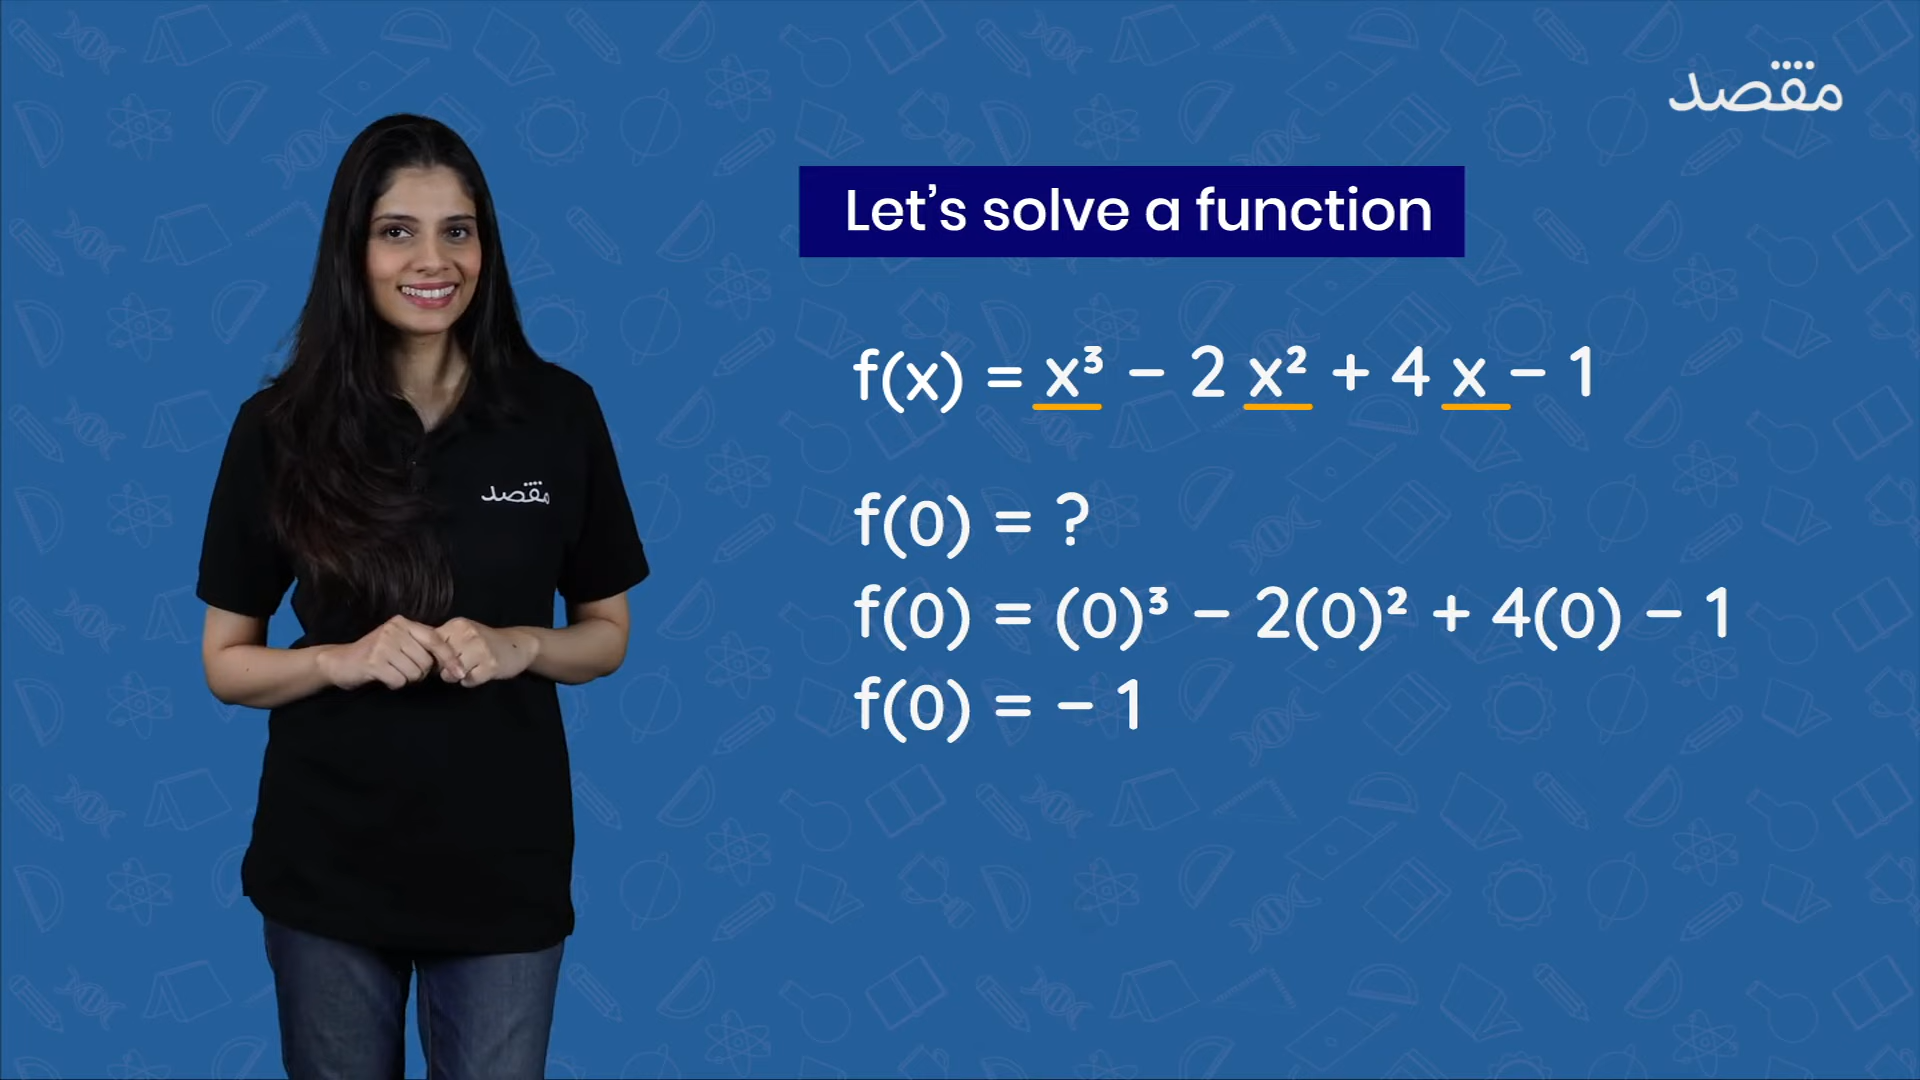 مقصد
Let’s solve a function
f(x) = x³ – 2 x² + 4 x – 1
مقصد
f(0) = ?
f(0) = (0)³ – 2(0)² + 4(0) – 1
f(0) = – 1